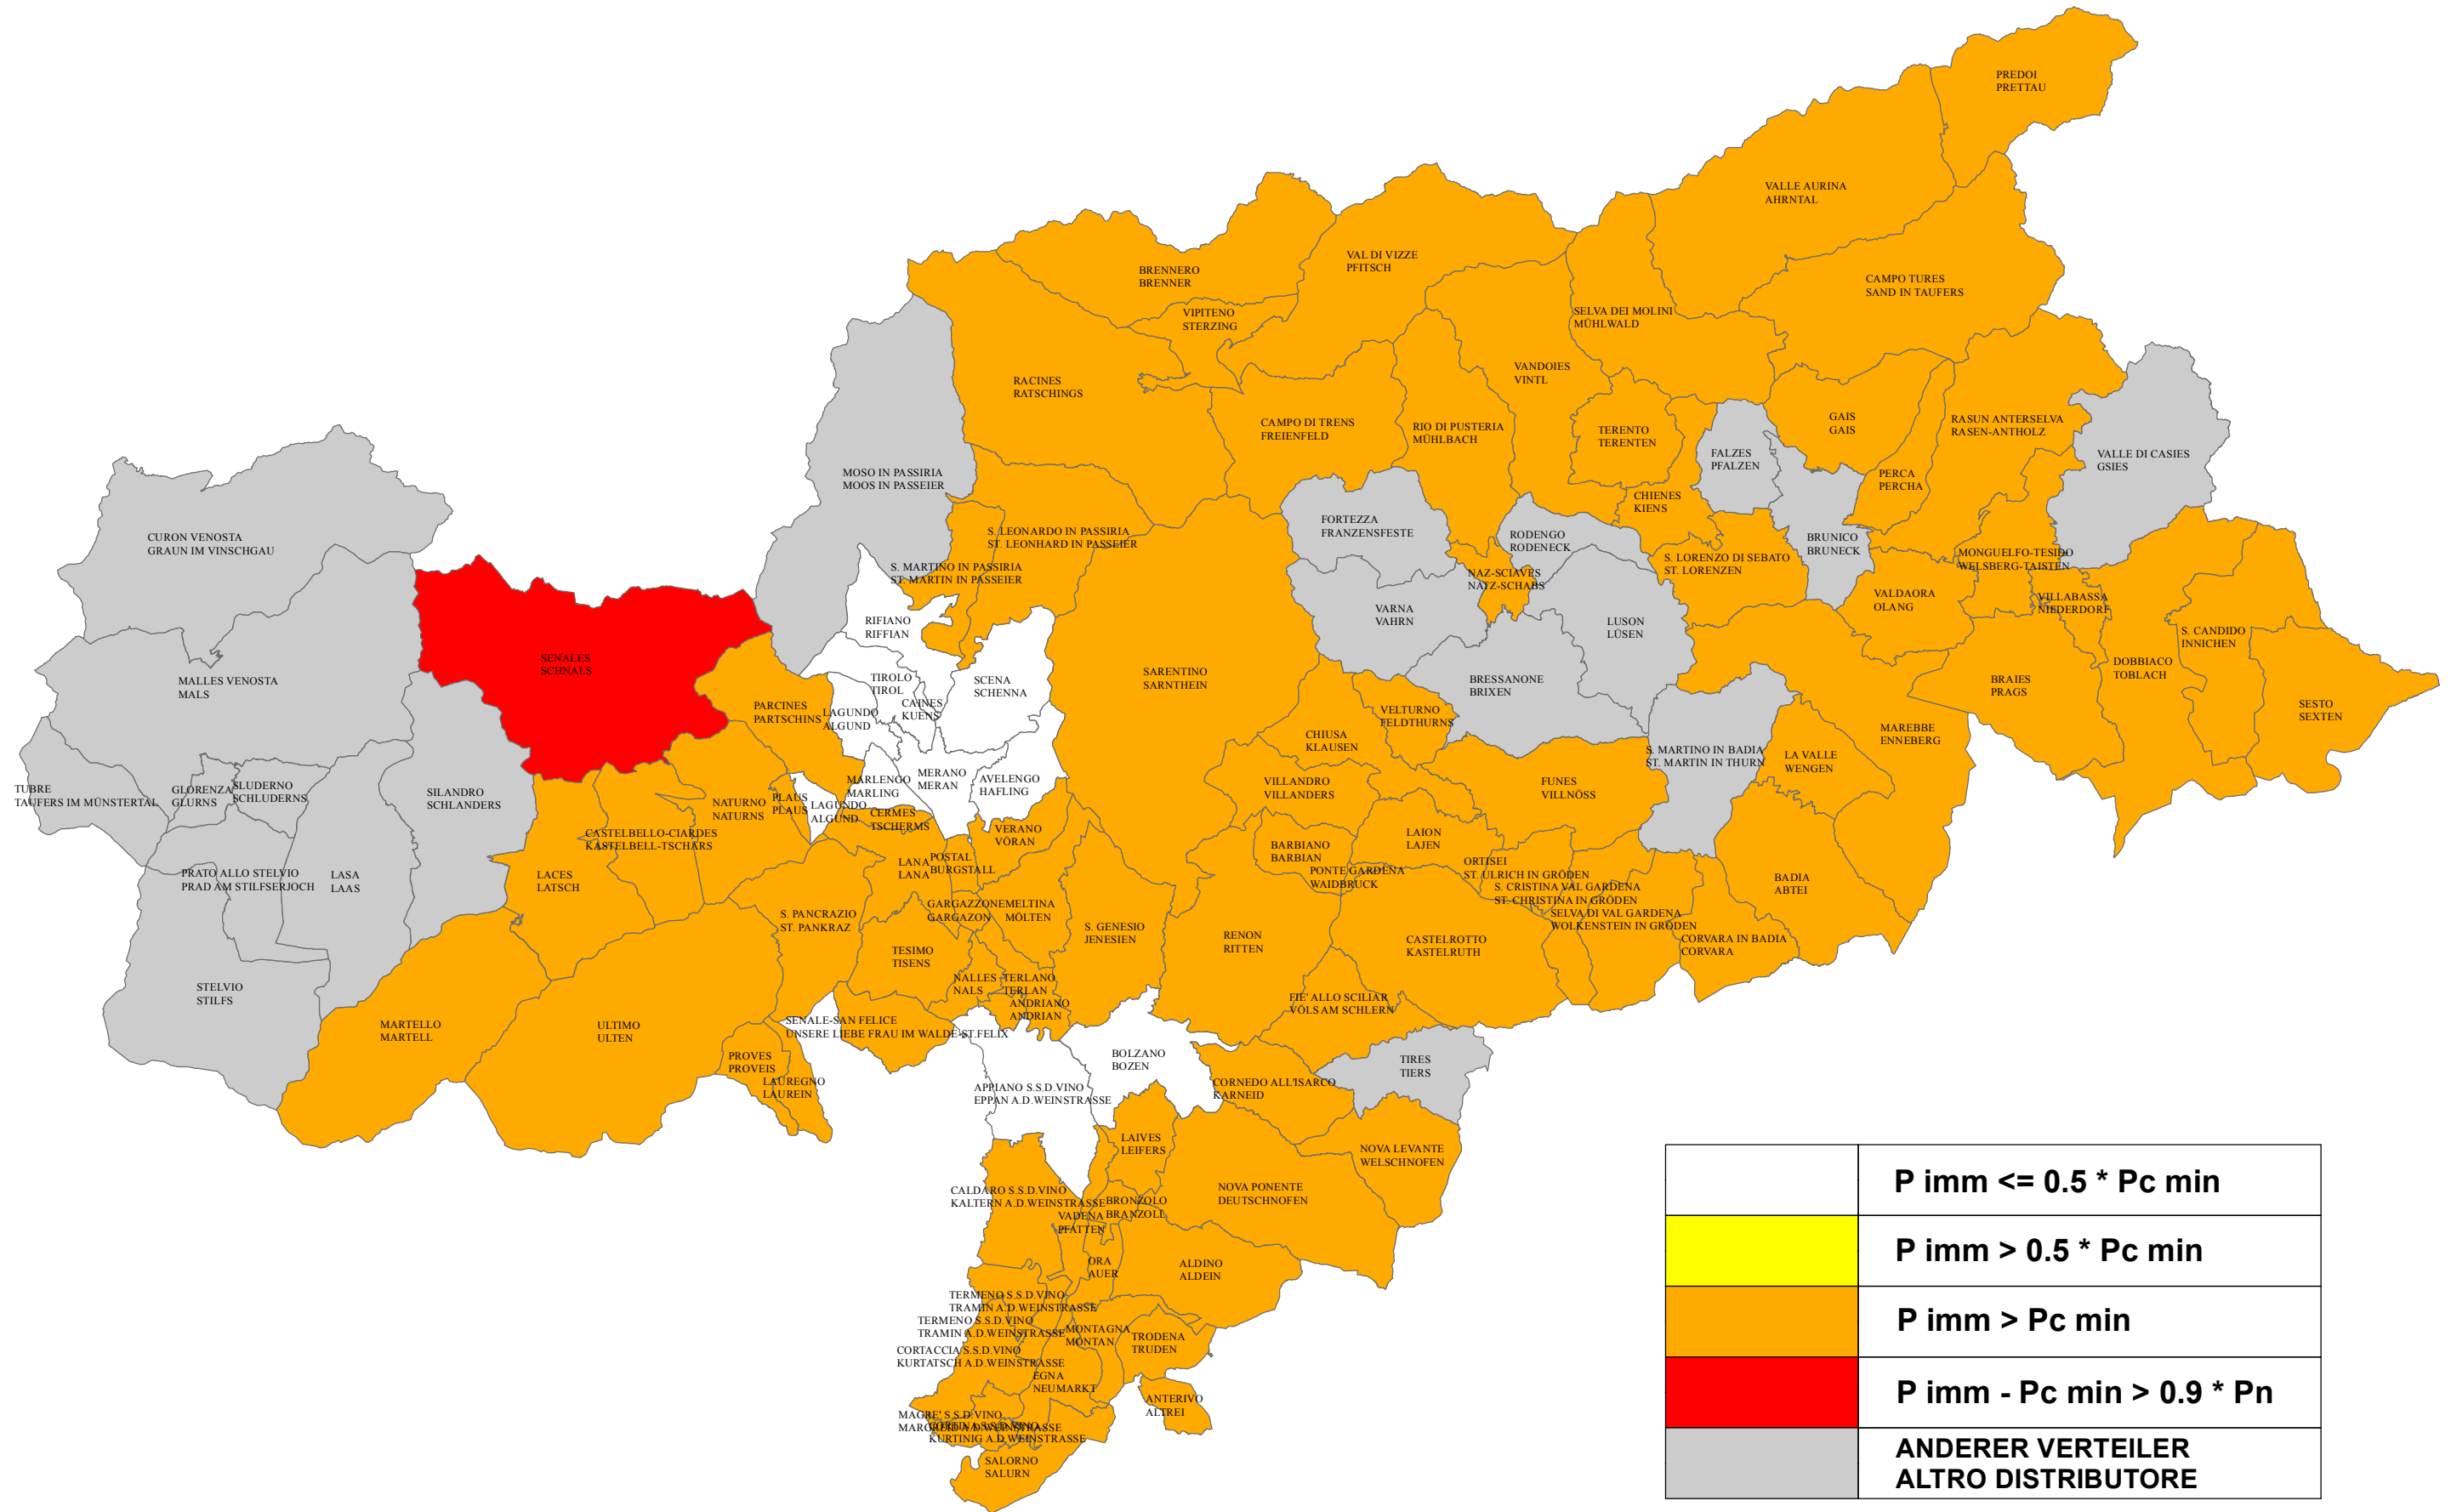 PREDOI
PRETTAU
VALLE AURINA
AHRNTAL
VAL DI VIZZE
PFITSCH
BRENNERO
BRENNER
CAMPO TURES
SAND IN TAUFERS
VIPITENO
STERZING
SELVA DEI MOLINI
MÜHLWALD
VANDOIES
VINTL
RACINES
RATSCHINGS
CAMPO DI TRENS
FREIENFELD
RIO DI PUSTERIA
MÜHLBACH
TERENTO
TERENTEN
GAIS
GAIS
RASUN ANTERSELVA
RASEN-ANTHOLZ
FALZES
PFALZEN
VALLE DI CASIES
GSIES
MOSO IN PASSIRIA
MOOS IN PASSEIER
PERCA
PERCHA
CHIENES
KIENS
FORTEZZA
FRANZENSFESTE
S. LEONARDO IN PASSIRIA
ST. LEONHARD IN PASSEIER
RODENGO
RODENECK
BRUNICO
BRUNECK
CURON VENOSTA
GRAUN IM VINSCHGAU
S. LORENZO DI SEBATO
ST. LORENZEN
MONGUELFO-TESIDO
WELSBERG-TAISTEN
S. MARTINO IN PASSIRIA
ST. MARTIN IN PASSEIER
NAZ-SCIAVES
NATZ-SCHABS
VALDAORA
OLANG
VILLABASSA
NIEDERDORF
VARNA
VAHRN
RIFIANO
RIFFIAN
LUSON
LÜSEN
S. CANDIDO
INNICHEN
SENALES
SCHNALS
DOBBIACO
TOBLACH
SARENTINO
SARNTHEIN
TIROLO
TIROL
SCENA
SCHENNA
BRESSANONE
BRIXEN
BRAIES
PRAGS
MALLES VENOSTA
MALS
CAINES
KUENS
SESTO
SEXTEN
PARCINES
PARTSCHINS
LAGUNDO
ALGUND
VELTURNO
FELDTHURNS
MAREBBE
ENNEBERG
CHIUSA
KLAUSEN
S. MARTINO IN BADIA
ST. MARTIN IN THURN
LA VALLE
WENGEN
TUBRE
TAUFERS IM MÜNSTERTAL
GLORENZA
GLURNS
SLUDERNO
SCHLUDERNS
SILANDRO
SCHLANDERS
MARLENGO
MARLING
MERANO
MERAN
AVELENGO
HAFLING
VILLANDRO
VILLANDERS
FUNES
VILLNÖSS
NATURNO
NATURNS
PLAUS
PLAUS
LAGUNDO
ALGUND
CERMES
TSCHERMS
VERANO
VÖRAN
CASTELBELLO-CIARDES
KASTELBELL-TSCHARS
LAION
LAJEN
BARBIANO
BARBIAN
PRATO ALLO STELVIO
PRAD AM STILFSERJOCH
LASA
LAAS
LACES
LATSCH
LANA
LANA
POSTAL
BURGSTALL
PONTE GARDENA
WAIDBRUCK
ORTISEI
ST. ULRICH IN GRÖDEN
S. CRISTINA VAL GARDENA
ST. CHRISTINA IN GRÖDEN
BADIA
ABTEI
S. PANCRAZIO
ST. PANKRAZ
GARGAZZONE
GARGAZON
MELTINA
MÖLTEN
SELVA DI VAL GARDENA
WOLKENSTEIN IN GRÖDEN
S. GENESIO
JENESIEN
RENON
RITTEN
CASTELROTTO
KASTELRUTH
CORVARA IN BADIA
CORVARA
TESIMO
TISENS
STELVIO
STILFS
NALLES
NALS
TERLANO
TERLAN
ANDRIANO
ANDRIAN
FIE' ALLO SCILIAR
VÖLS AM SCHLERN
MARTELLO
MARTELL
ULTIMO
ULTEN
SENALE-SAN FELICE
UNSERE LIEBE FRAU IM WALDE-ST.FELIX
PROVES
PROVEIS
BOLZANO
BOZEN
TIRES
TIERS
LAUREGNO
LAUREIN
APPIANO S.S.D.VINO
EPPAN A.D.WEINSTRASSE
CORNEDO ALL'ISARCO
KARNEID
LAIVES
LEIFERS
NOVA LEVANTE
WELSCHNOFEN
CALDARO S.S.D.VINO
KALTERN A.D.WEINSTRASSE
BRONZOLO
BRANZOLL
NOVA PONENTE
DEUTSCHNOFEN
VADENA
PFATTEN
ORA
AUER
ALDINO
ALDEIN
TERMENO S.S.D.VINO
TRAMIN A.D.WEINSTRASSE
TERMENO S.S.D.VINO
TRAMIN A.D.WEINSTRASSE
MONTAGNA
MONTAN
TRODENA
TRUDEN
CORTACCIA S.S.D.VINO
KURTATSCH A.D.WEINSTRASSE
EGNA
NEUMARKT
ANTERIVO
ALTREI
MAGRE' S.S.D.VINO
MARGREID A.D.WEINSTRASSE
KURTINIG A.D.WEINSTRASSE
SALORNO
SALURN
P imm <= 0.5 * Pc min
P imm > 0.5 * Pc min
P imm > Pc min
P imm - Pc min > 0.9 * Pn
ANDERER VERTEILER
ALTRO DISTRIBUTORE